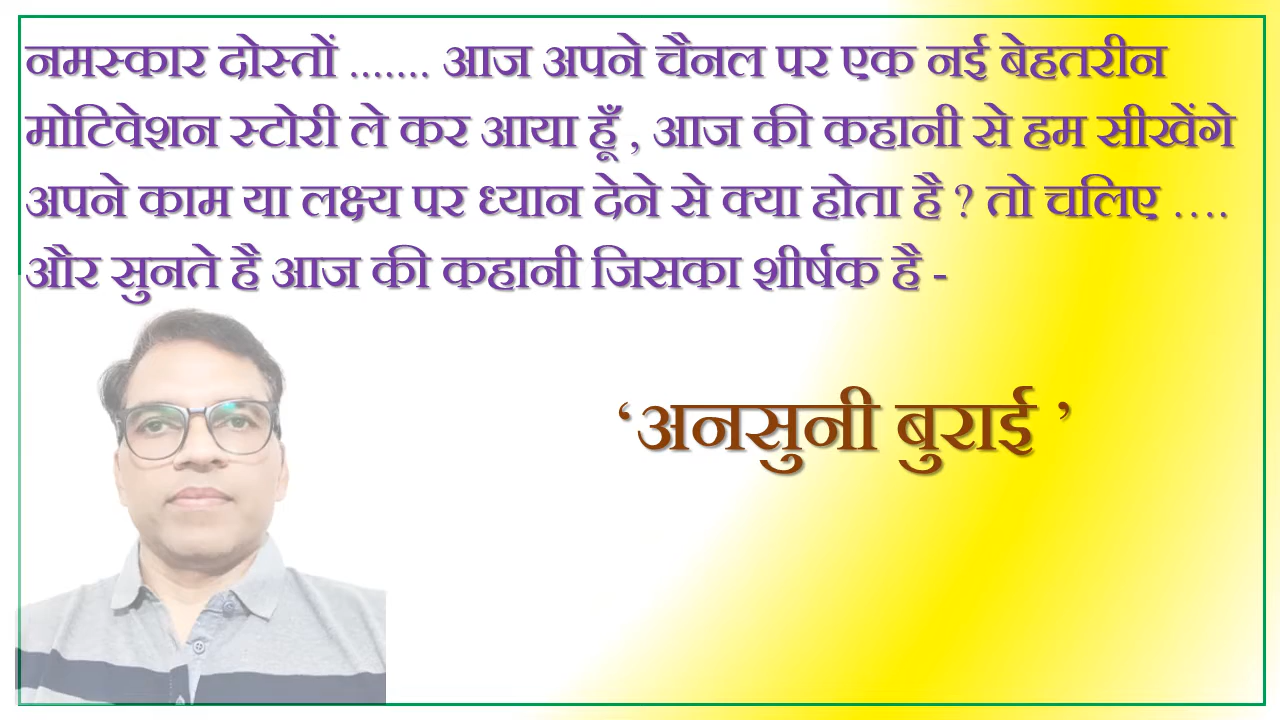 नमस्कार दोस्तों ....... आज अपने चैनल पर एक नई बेहतरीन
मोटिवेशन स्टोरी ले कर आया हूँ , आज की कहानी से हम सीखेंगे
अपने काम या लक्ष्य पर ध्यान देने से क्या होता है ? तो चलिए ....
और सुनते है आज की कहानी जिसका शीर्षक है -
‘अनसुनी बुराई ’